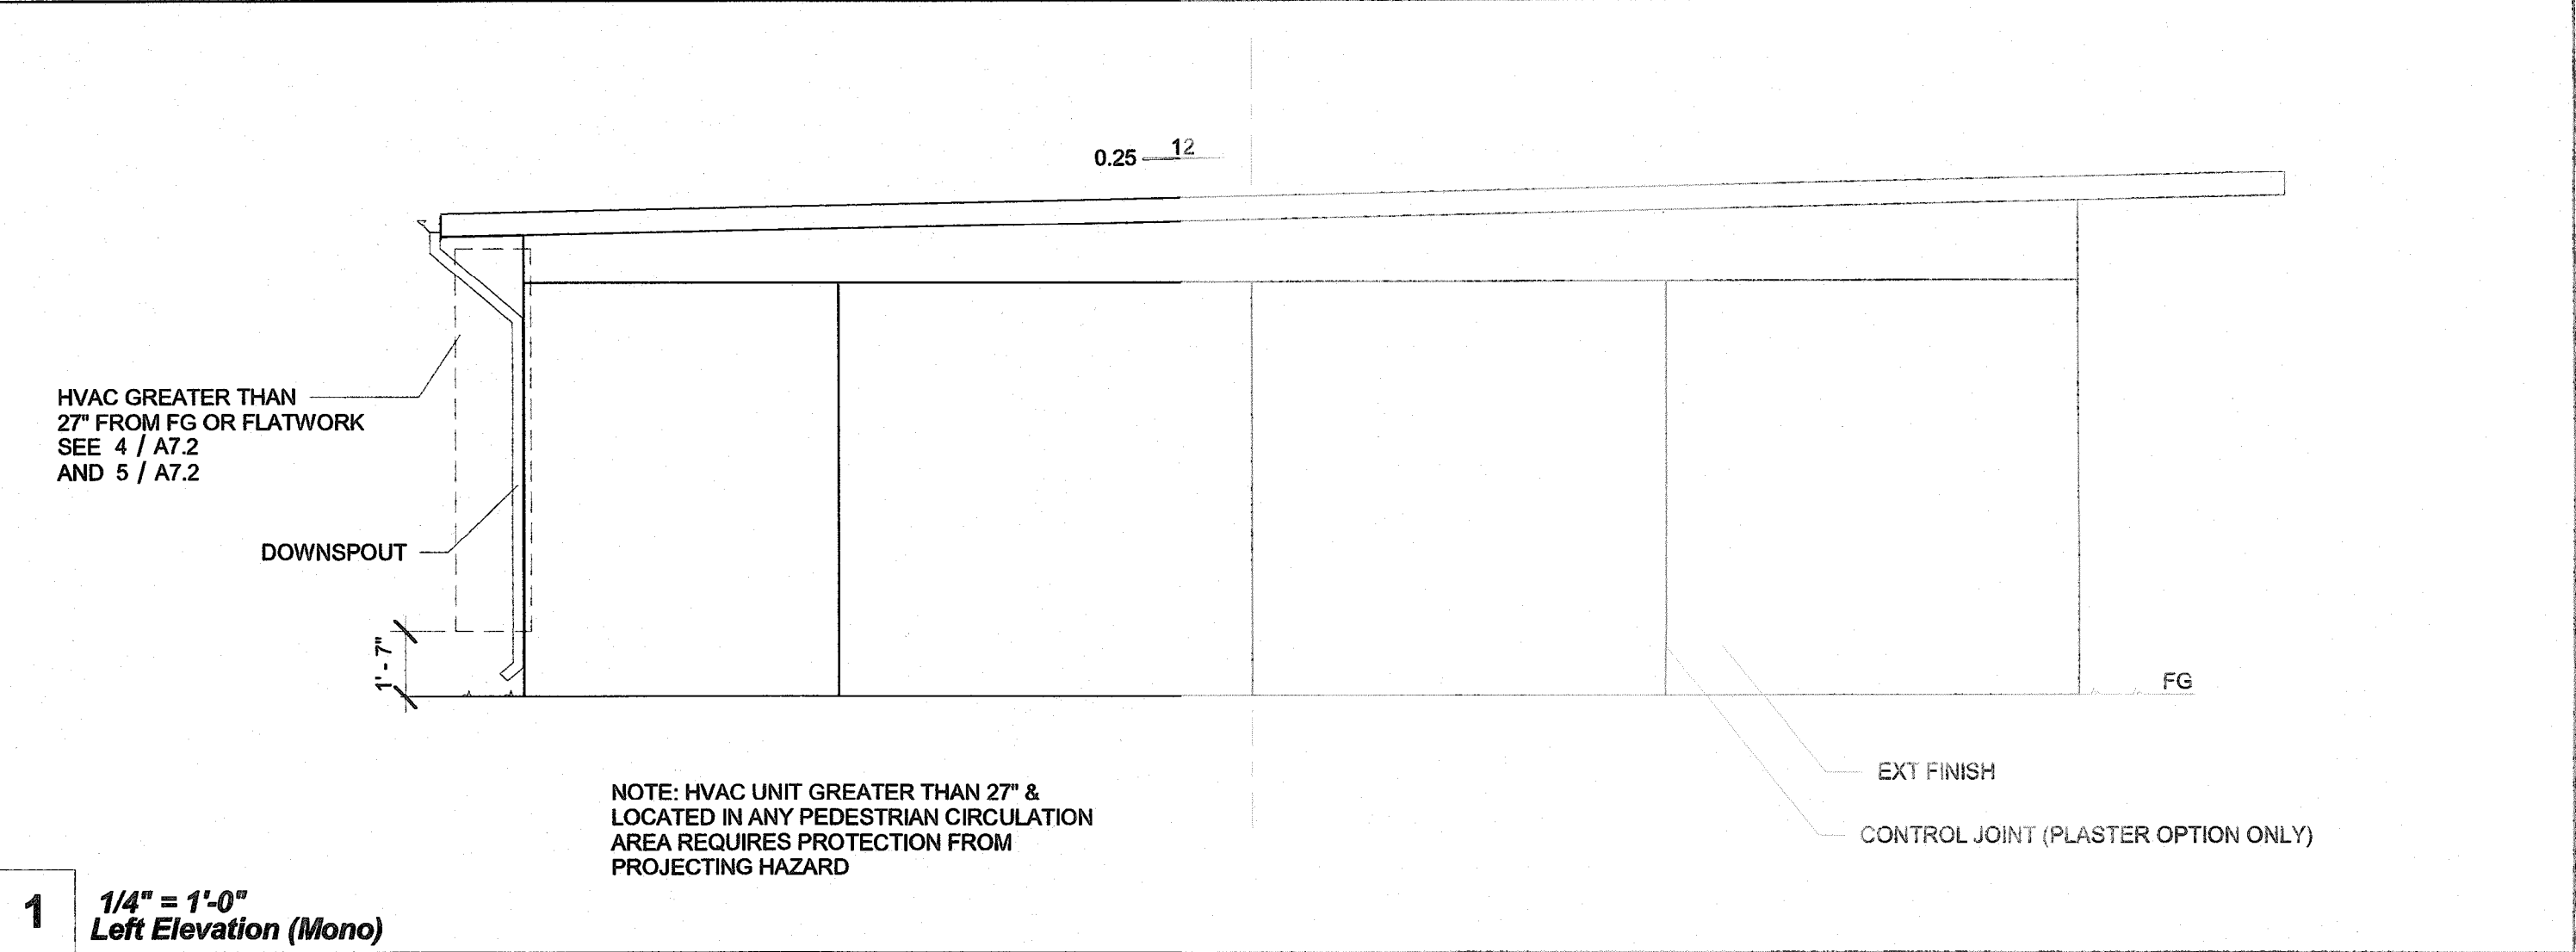 0.25
12
HVAC GREATER THAN
27" FROM FG OR FLATWORK
SEE 4 / A7.2
AND 5 / A7.2
DOWNSPOUT
1' - 7"
FG
EXT FINISH
CONTROL JOINT (PLASTER OPTION ONLY)
NOTE: HVAC UNIT GREATER THAN 27" &
LOCATED IN ANY PEDESTRIAN CIRCULATION
AREA REQUIRES PROTECTION FROM
PROJECTING HAZARD
1
1/4" = 1'-0"
Left Elevation (Mono)